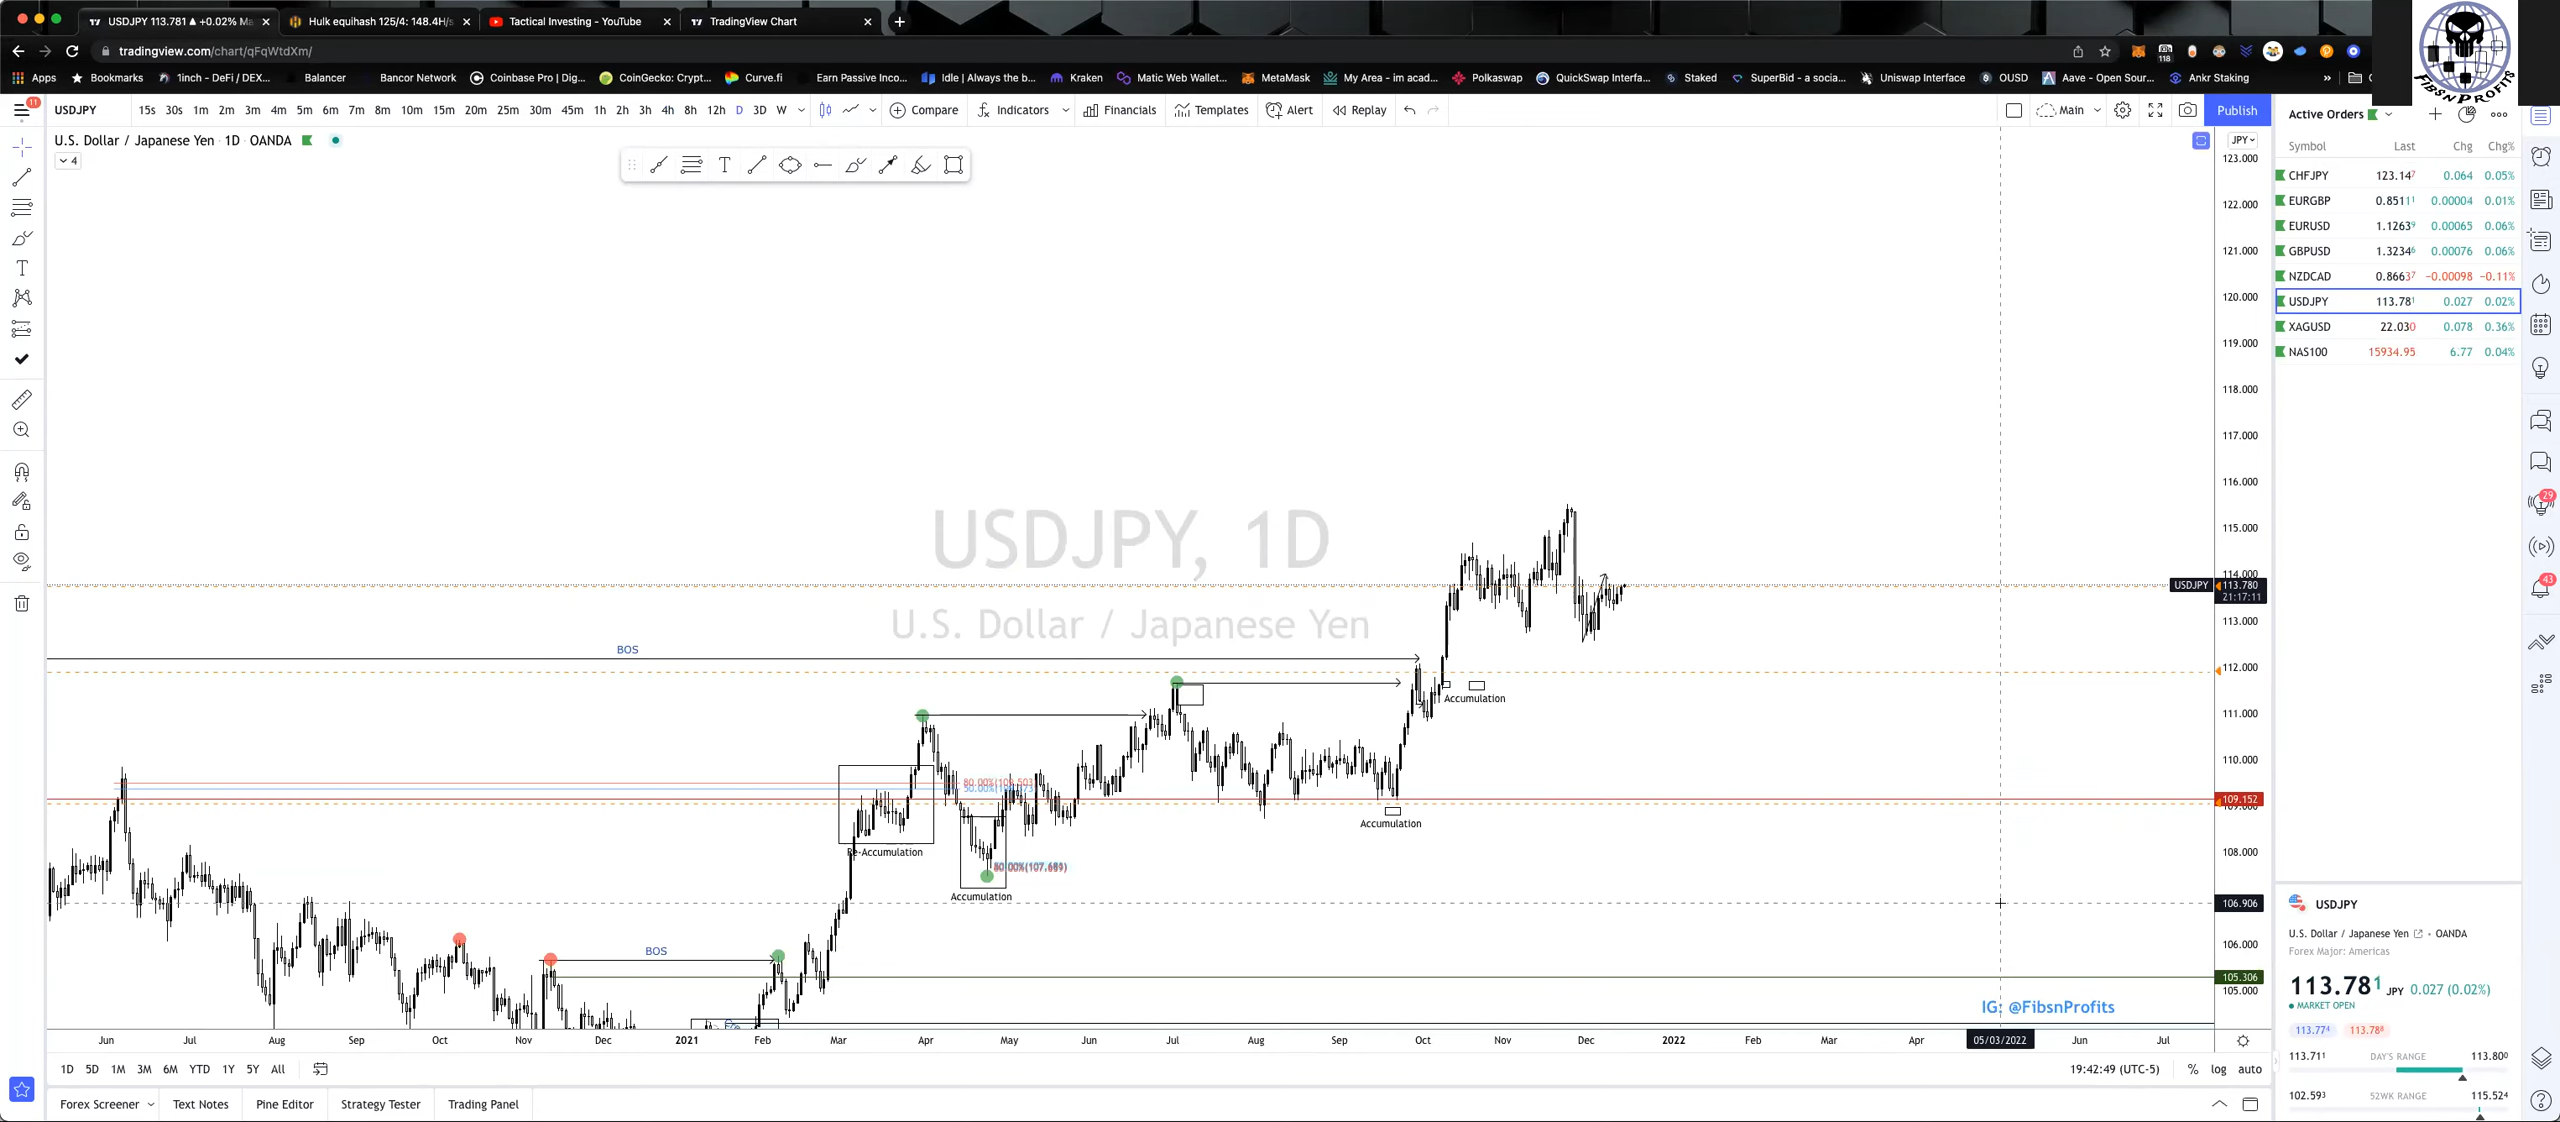 USDJPY 113.781 ▲ +0.02% Ma
Hulk equihash 125/4: 148.4H/s
Tactical Investing - YouTube
TradingView Chart
tradingview.com/chart/qFqWtdXm/
118
Apps Bookmarks 1inch - DeFi / DEX... Balancer Bancor Network Coinbase Pro | Dig... CoinGecko: Crypt... Curve.fi Earn Passive Inco... Idle | Always the b... Kraken Matic Web Wallet... MetaMask My Area - im acad... Polkaswap QuickSwap Interfa... Staked SuperBid - a socia... Uniswap Interface OUSD Aave - Open Sour... Ankr Staking »
FIBSNPROFITS
11
USDJPY 15s 30s 1m 2m 3m 4m 5m 6m 7m 8m 10m 15m 20m 25m 30m 45m 1h 2h 3h 4h 8h 12h D 3D W Compare Indicators Financials Templates Alert Replay Main Publish
U.S. Dollar / Japanese Yen · 1D · OANDA
4
JPY
123.000
122.000
121.000
120.000
119.000
118.000
117.000
116.000
115.000
114.000
USDJPY 113.780
21:17:11
113.000
112.000
111.000
110.000
109.152
108.000
106.906
106.000
105.306
105.000
USDJPY, 1D
U.S. Dollar / Japanese Yen
BOS
Accumulation
Accumulation
Re-Accumulation
Accumulation
BOS
IG: @FibsnProfits
Jun Jul Aug Sep Oct Nov Dec 2021 Feb Mar Apr May Jun Jul Aug Sep Oct Nov Dec 2022 Feb Mar Apr 05/03/2022 Jun Jul
1D 5D 1M 3M 6M YTD 1Y 5Y All
19:42:49 (UTC-5) % log auto
Forex Screener Text Notes Pine Editor Strategy Tester Trading Panel
Active Orders
Symbol Last Chg Chg%
CHFJPY 123.147 0.064 0.05%
EURGBP 0.85111 0.00004 0.01%
EURUSD 1.12639 0.00065 0.06%
GBPUSD 1.32346 0.00076 0.06%
NZDCAD 0.86637 −0.00098 −0.11%
USDJPY 113.781 0.027 0.02%
XAGUSD 22.030 0.078 0.36%
NAS100 15934.95 6.77 0.04%
29
43
USDJPY
U.S. Dollar / Japanese Yen • OANDA
Forex Major: Americas
113.781 JPY 0.027 (0.02%)
MARKET OPEN
113.774 113.788
113.711 DAY'S RANGE 113.800
102.593 52WK RANGE 115.524